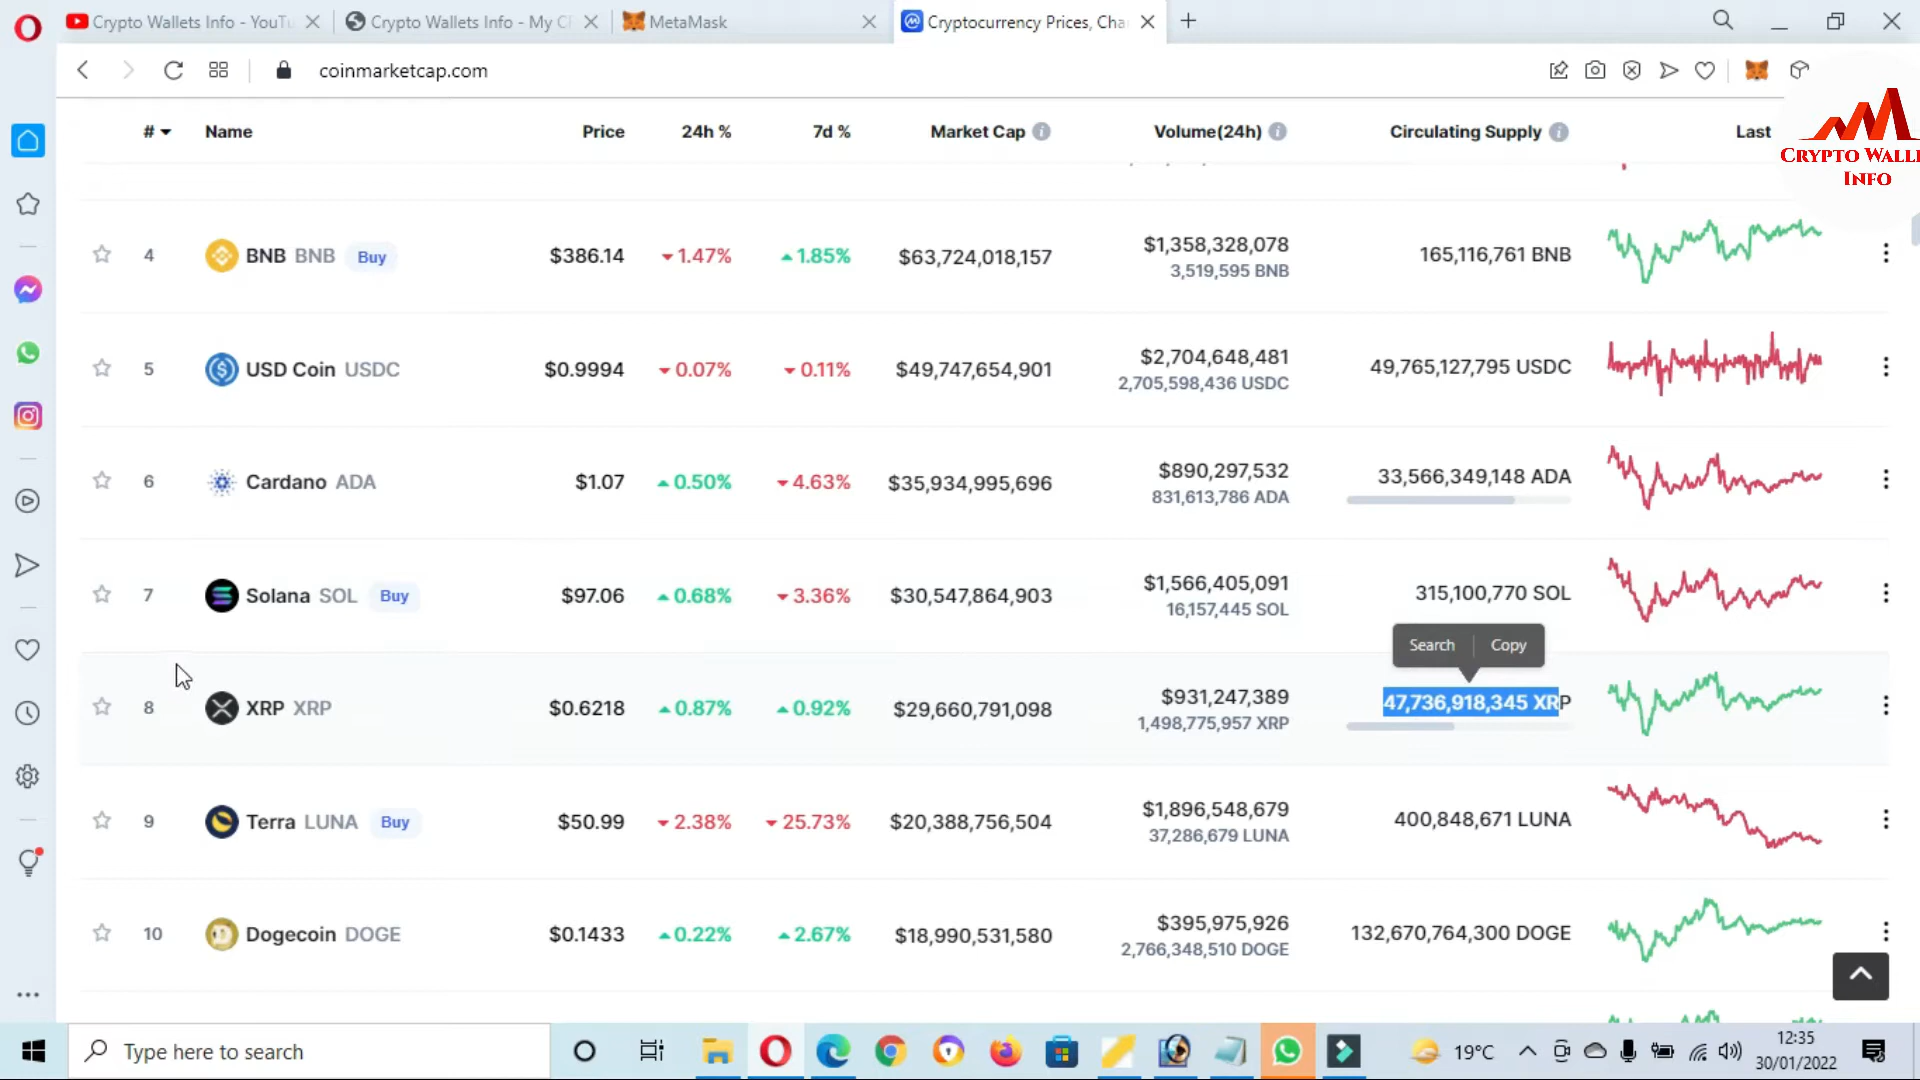 Crypto Wallets Info - YouTu
Crypto Wallets Info - My Ch
MetaMask
Cryptocurrency Prices, Cha
coinmarketcap.com
CRYPTO WALLE
INFO
# Name Price 24h % 7d % Market Cap Volume(24h) Circulating Supply Last
4 BNB BNB Buy $386.14 1.47% 1.85% $63,724,018,157 $1,358,328,078 165,116,761 BNB
3,519,595 BNB
5 USD Coin USDC $0.9994 0.07% 0.11% $49,747,654,901 $2,704,648,481 49,765,127,795 USDC
2,705,598,436 USDC
6 Cardano ADA $1.07 0.50% 4.63% $35,934,995,696 $890,297,532 33,566,349,148 ADA
831,613,786 ADA
7 Solana SOL Buy $97.06 0.68% 3.36% $30,547,864,903 $1,566,405,091 315,100,770 SOL
16,157,445 SOL
Search Copy
8 XRP XRP $0.6218 0.87% 0.92% $29,660,791,098 $931,247,389 47,736,918,345 XRP
1,498,775,957 XRP
9 Terra LUNA Buy $50.99 2.38% 25.73% $20,388,756,504 $1,896,548,679 400,848,671 LUNA
37,286,679 LUNA
10 Dogecoin DOGE $0.1433 0.22% 2.67% $18,990,531,580 $395,975,926 132,670,764,300 DOGE
2,766,348,510 DOGE
Type here to search
19°C
12:35
30/01/2022